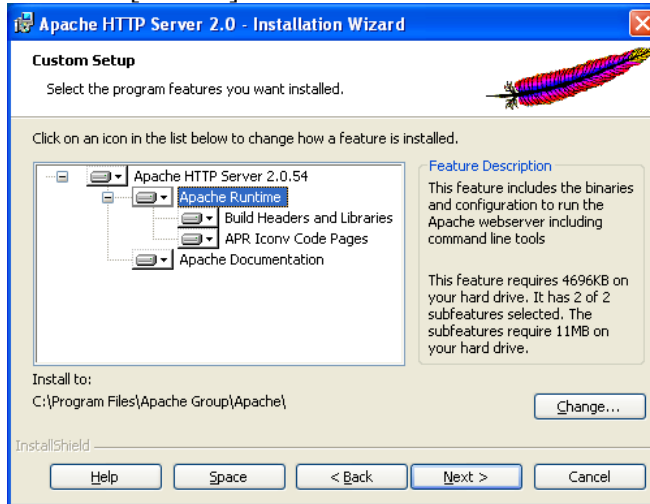 Apache HTTP Server 2.0 - Installation Wizard
Custom Setup
Select the program features you want installed.
Click on an icon in the list below to change how a feature is installed.
Apache HTTP Server 2.0.54
Apache Runtime
Build Headers and Libraries
APR Iconv Code Pages
Apache Documentation
Feature Description
This feature includes the binaries
and configuration to run the
Apache webserver including
command line tools
This feature requires 4696KB on
your hard drive. It has 2 of 2
subfeatures selected. The
subfeatures require 11MB on
your hard drive.
Install to:
C:\Program Files\Apache Group\Apache\
Change...
InstallShield
Help Space < Back Next > Cancel